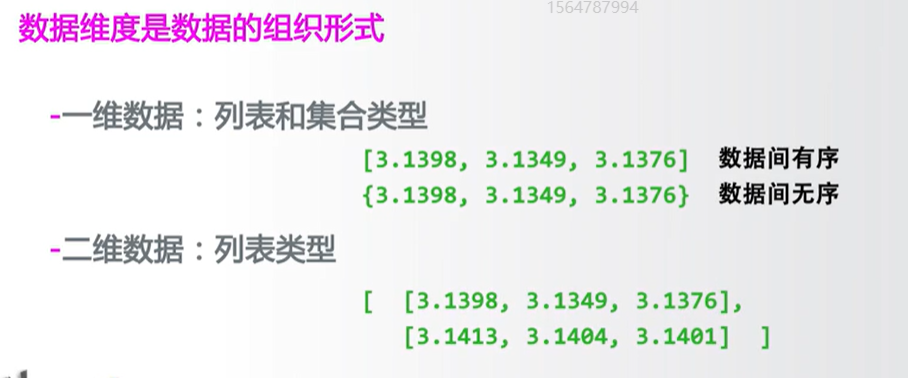 1564787994
数据维度是数据的组织形式
-一维数据：列表和集合类型
[3.1398, 3.1349, 3.1376] 数据间有序
{3.1398, 3.1349, 3.1376} 数据间无序
-二维数据：列表类型
[ [3.1398, 3.1349, 3.1376],
[3.1413, 3.1404, 3.1401] ]